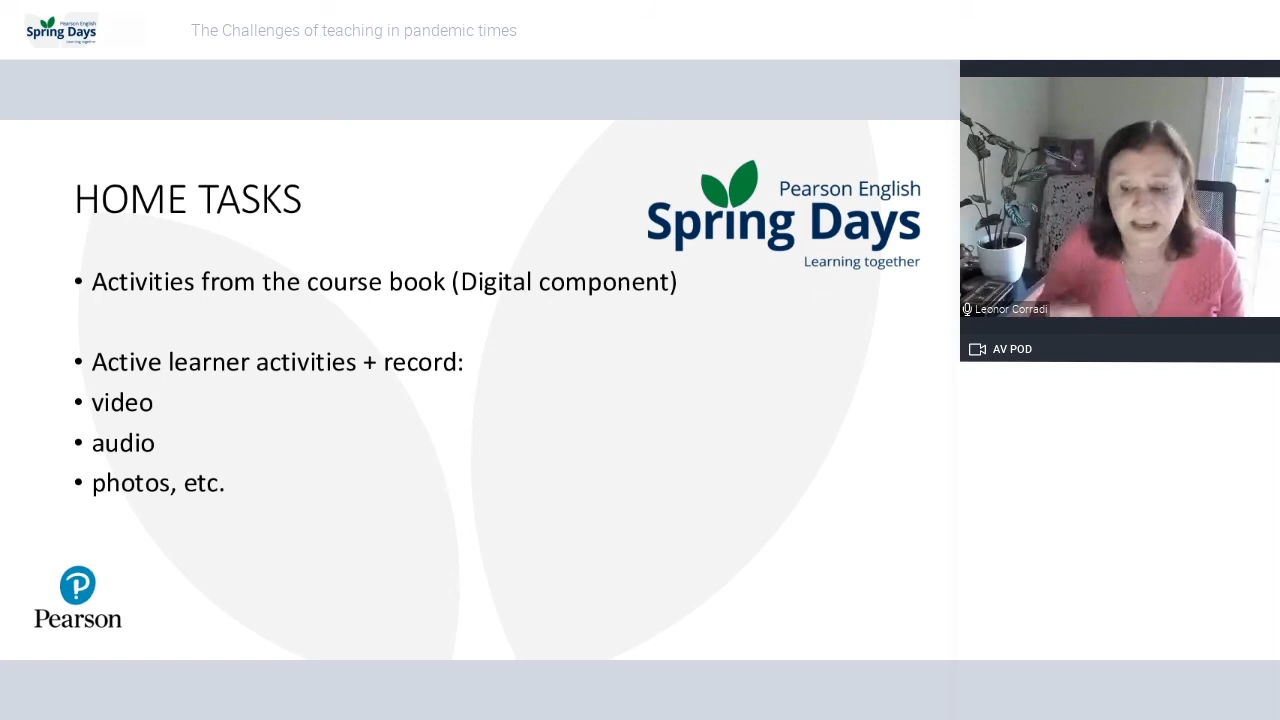 Pearson English
Spring Days
Learning together
The Challenges of teaching in pandemic times
HOME TASKS
Pearson English
Spring Days
Learning together
• Activities from the course book (Digital component)
• Active learner activities + record:
• video
• audio
• photos, etc.
Pearson
Leonor Corradi
AV POD